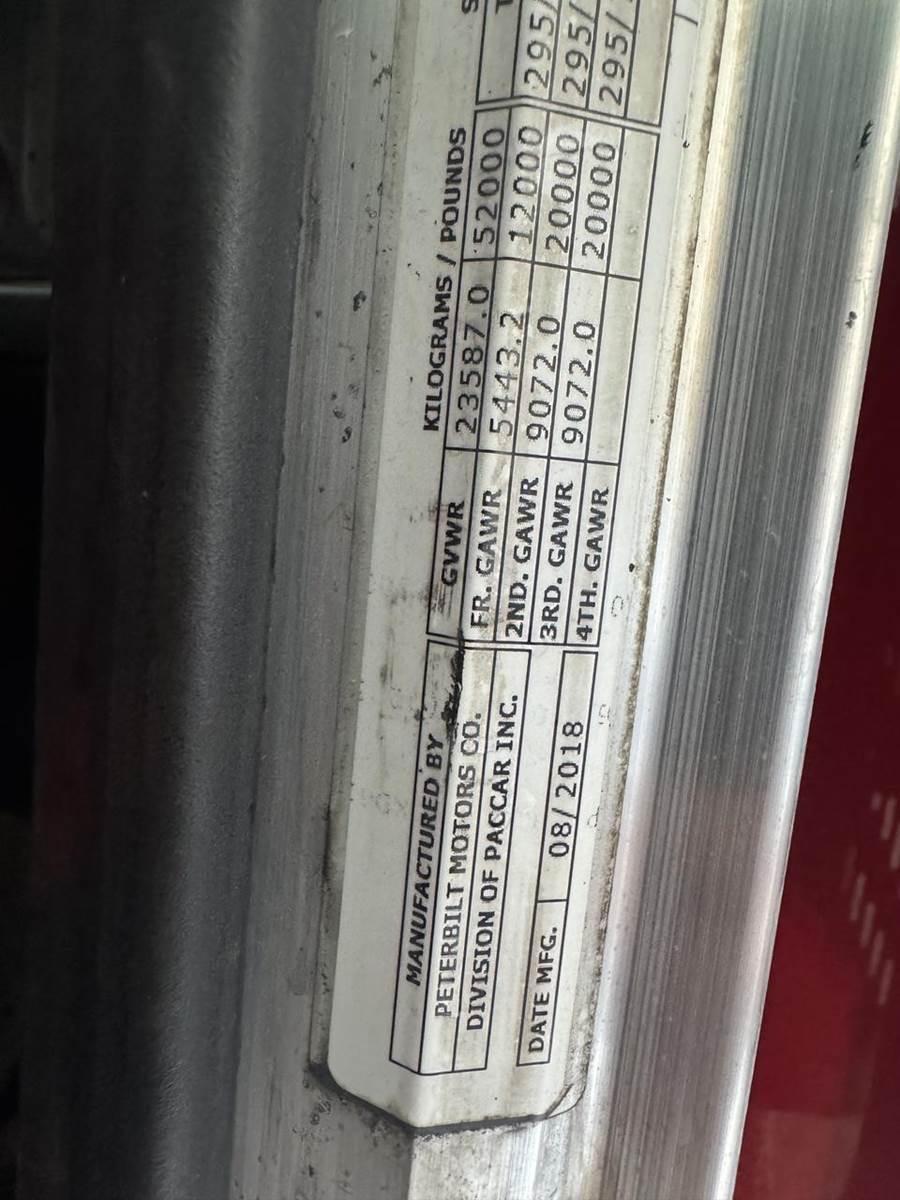 MANUFACTURED BY
PETERBILT MOTORS CO.
DIVISION OF PACCAR INC.
DATE MFG. 08/2018
KILOGRAMS / POUNDS
GVWR 23587.0 52000
FR. GAWR 5443.2 12000 295/
2ND. GAWR 9072.0 20000 295/
3RD. GAWR 9072.0 20000 295/
4TH. GAWR